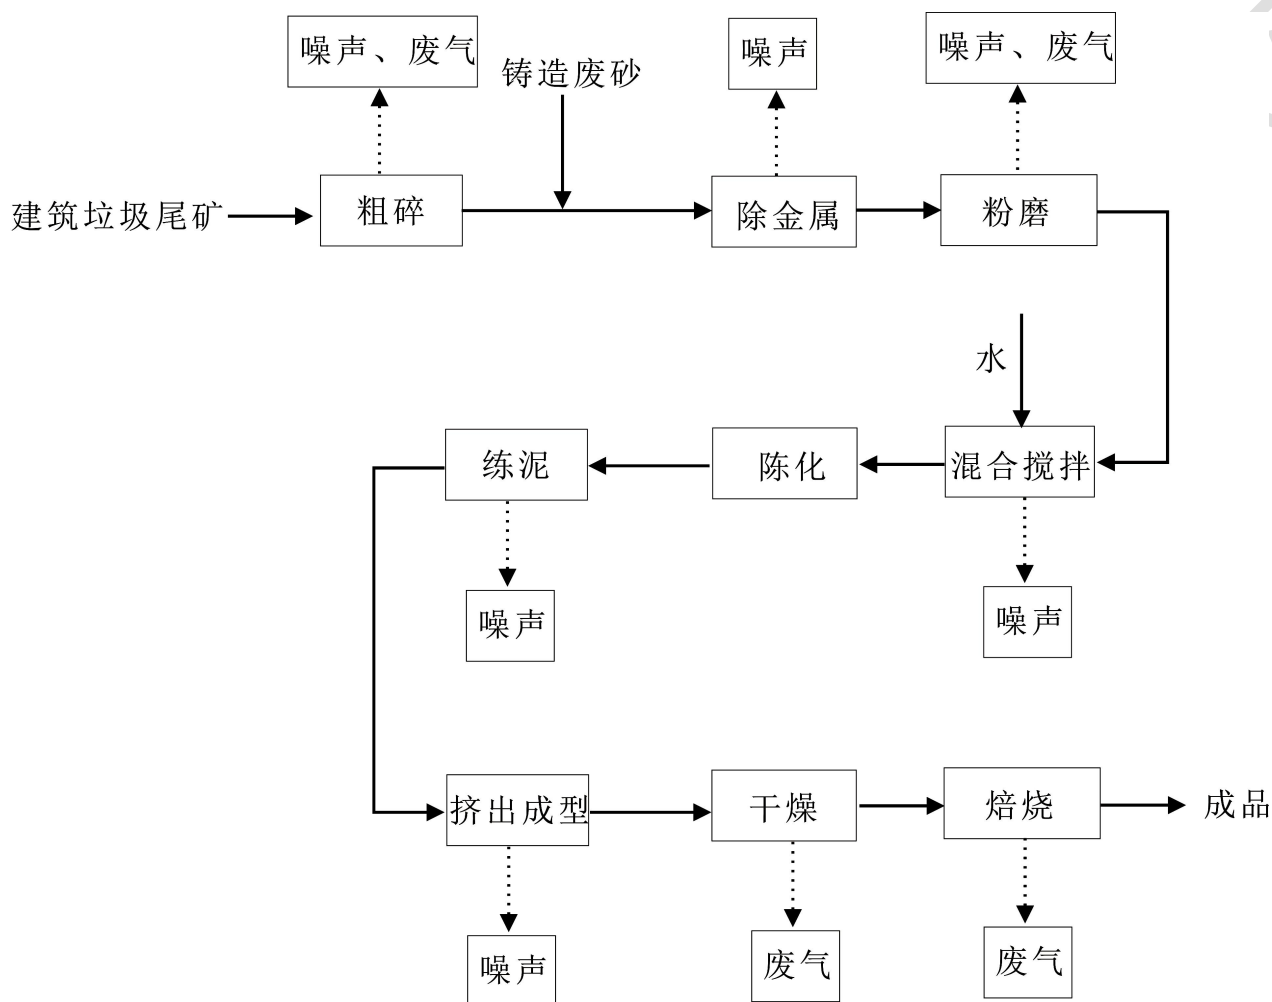 噪声、废气
铸造废砂
噪声
噪声、废气
建筑垃圾尾矿
粗碎
除金属
粉磨
水
练泥
陈化
混合搅拌
噪声
噪声
挤出成型
干燥
焙烧
成品
噪声
废气
废气